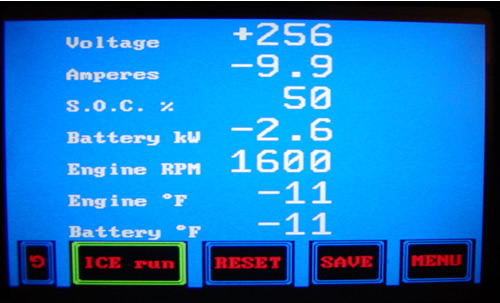 Voltage +256
Amperes -9.9
S.O.C. % 50
Battery kW -2.6
Engine RPM 1600
Engine °F -11
Battery °F -11
ICE run RESET SAVE MENU